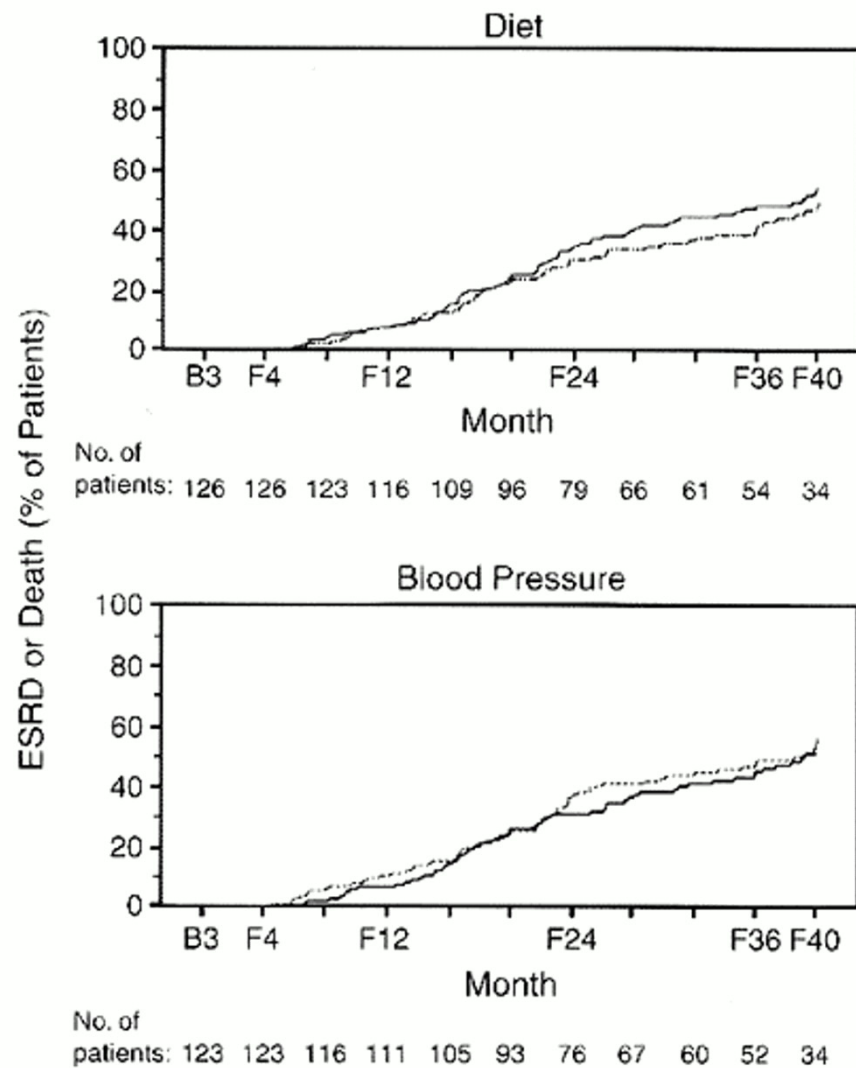 Diet
100
80
60
40
20
0
B3 F4 F12 F24 F36 F40
Month
No. of
patients: 126 126 123 116 109 96 79 66 61 54 34
ESRD or Death (% of Patients)
Blood Pressure
100
80
60
40
20
0
B3 F4 F12 F24 F36 F40
Month
No. of
patients: 123 123 116 111 105 93 76 67 60 52 34